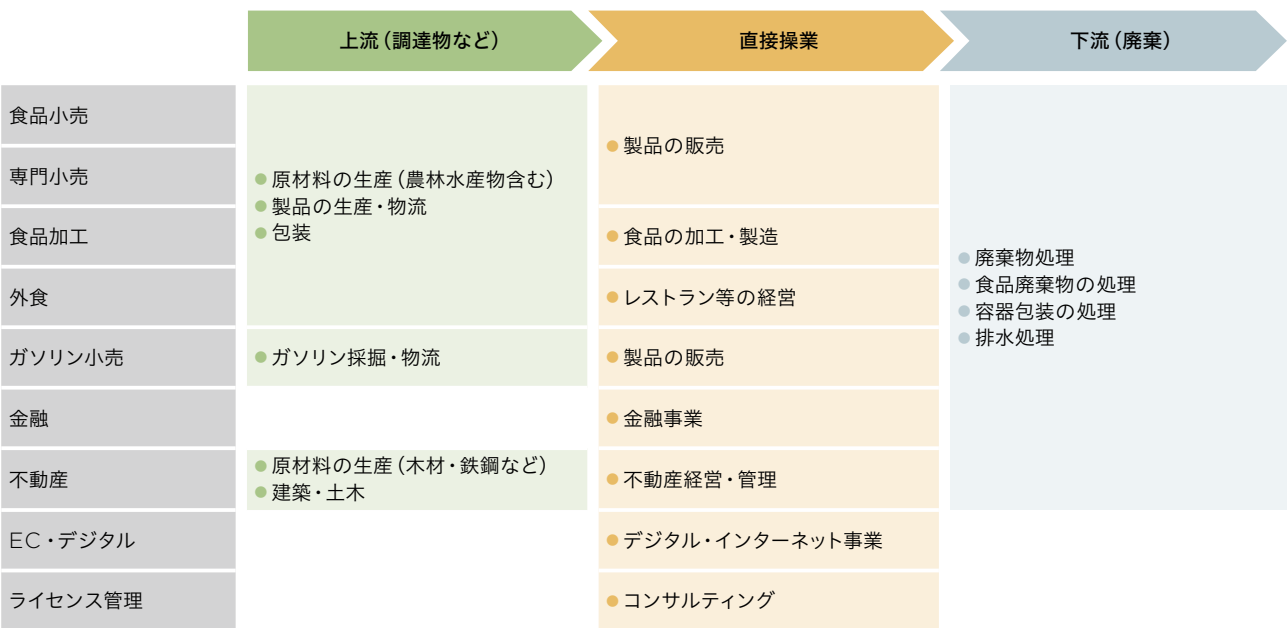 上流（調達物など）
直接操業
下流（廃棄）
食品小売
専門小売
食品加工
外食
ガソリン小売
金融
不動産
EC・デジタル
ライセンス管理
原材料の生産（農林水産物含む）
製品の生産・物流
包装
ガソリン採掘・物流
原材料の生産（木材・鉄鋼など）
建築・土木
製品の販売
食品の加工・製造
レストラン等の経営
製品の販売
金融事業
不動産経営・管理
デジタル・インターネット事業
コンサルティング
廃棄物処理
食品廃棄物の処理
容器包装の処理
排水処理